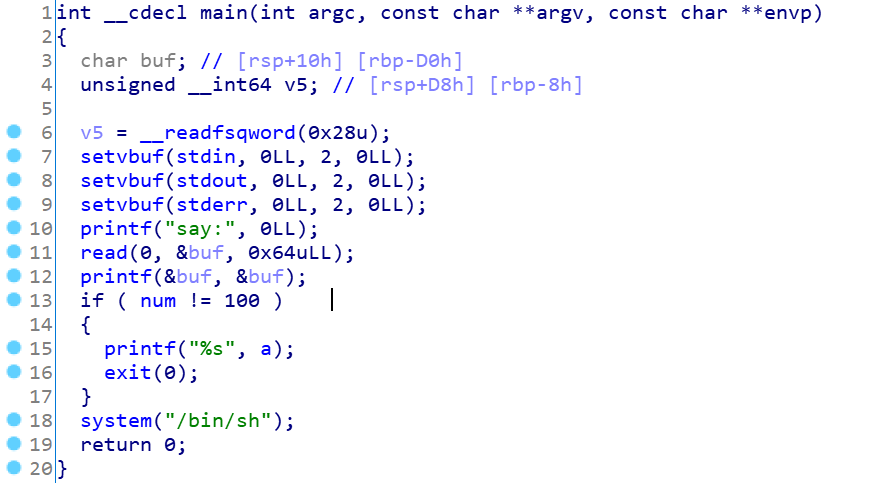 1 int __cdecl main(int argc, const char **argv, const char **envp)
2 {
3   char buf; // [rsp+10h] [rbp-D0h]
4   unsigned __int64 v5; // [rsp+D8h] [rbp-8h]
5
6   v5 = __readfsqword(0x28u);
7   setvbuf(stdin, 0LL, 2, 0LL);
8   setvbuf(stdout, 0LL, 2, 0LL);
9   setvbuf(stderr, 0LL, 2, 0LL);
10   printf("say:", 0LL);
11   read(0, &buf, 0x64uLL);
12   printf(&buf, &buf);
13   if ( num != 100 )
14   {
15     printf("%s", a);
16     exit(0);
17   }
18   system("/bin/sh");
19   return 0;
20 }